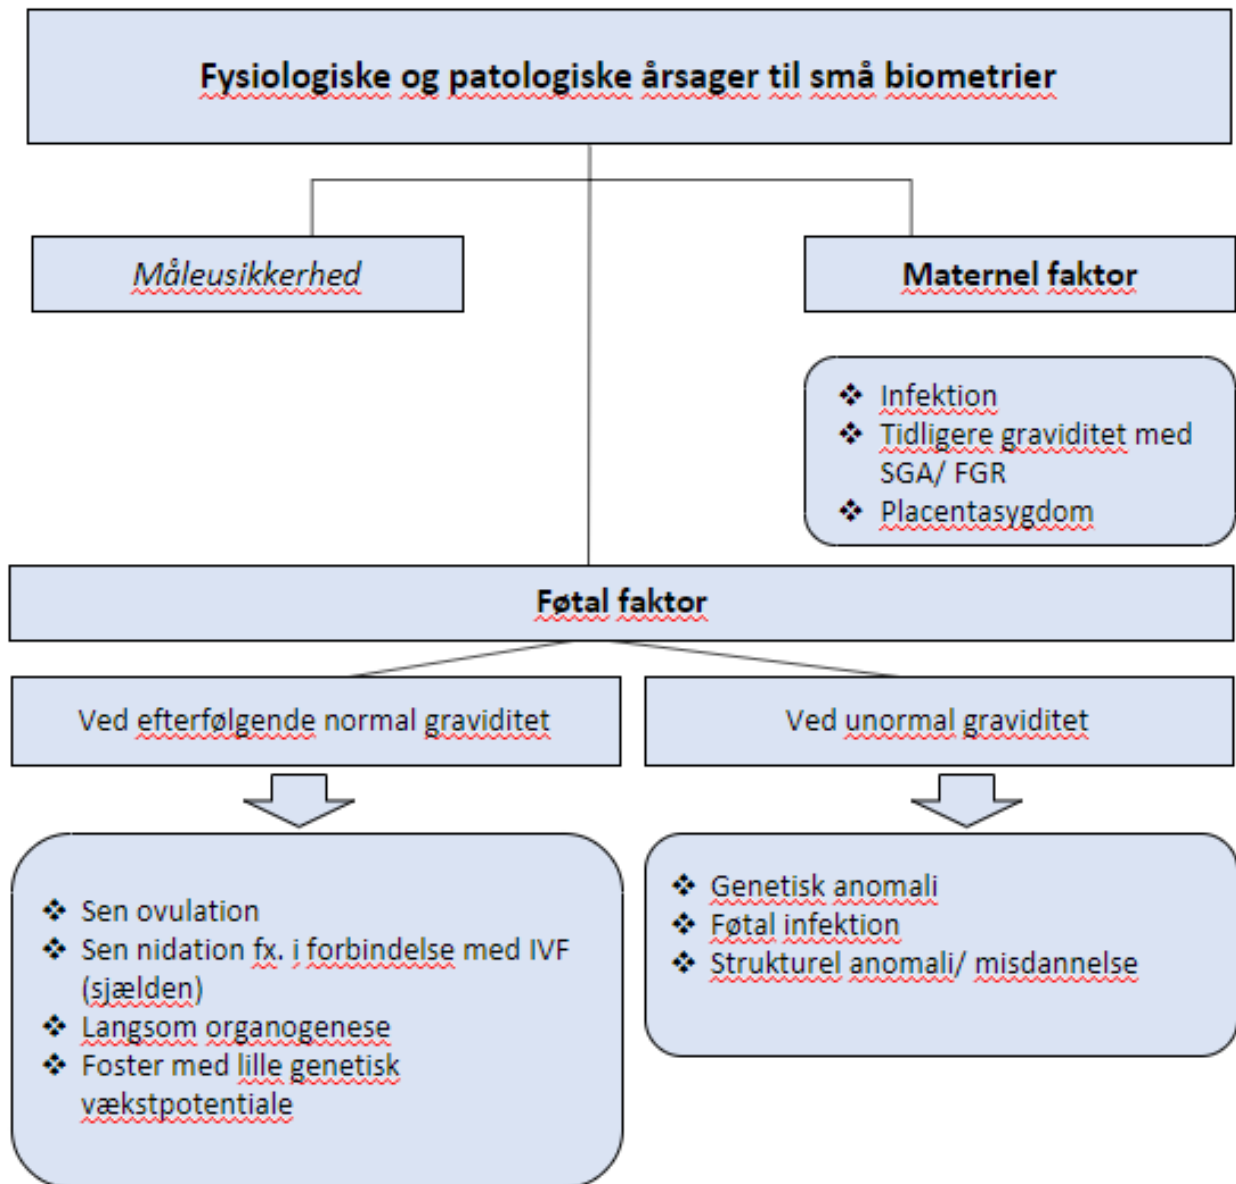 Fysiologiske og patologiske årsager til små biometrier
Måleusikkerhed
Maternel faktor
❖ Infektion
❖ Tidligere graviditet med
SGA/ FGR
❖ Placentasygdom
Føtal faktor
Ved efterfølgende normal graviditet
Ved unormal graviditet
❖ Sen ovulation
❖ Sen nidation fx. i forbindelse med IVF
(sjælden)
❖ Langsom organogenese
❖ Foster med lille genetisk
vækstpotentiale
❖ Genetisk anomali
❖ Føtal infektion
❖ Strukturel anomali/ misdannelse